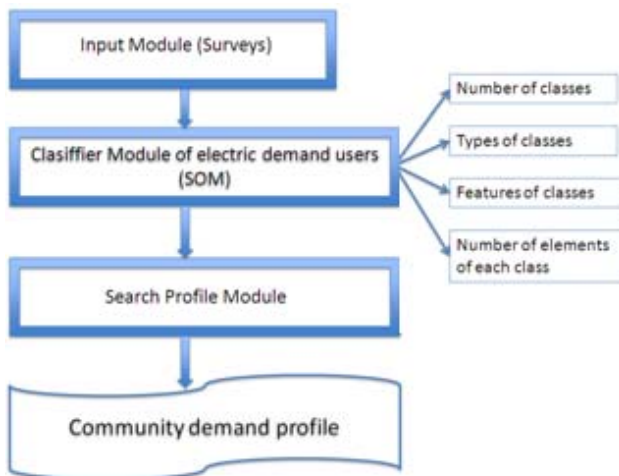 Input Module (Surveys)
Clasiffier Module of electric demand users
(SOM)
Number of classes
Types of classes
Features of classes
Number of elements
of each class
Search Profile Module
Community demand profile